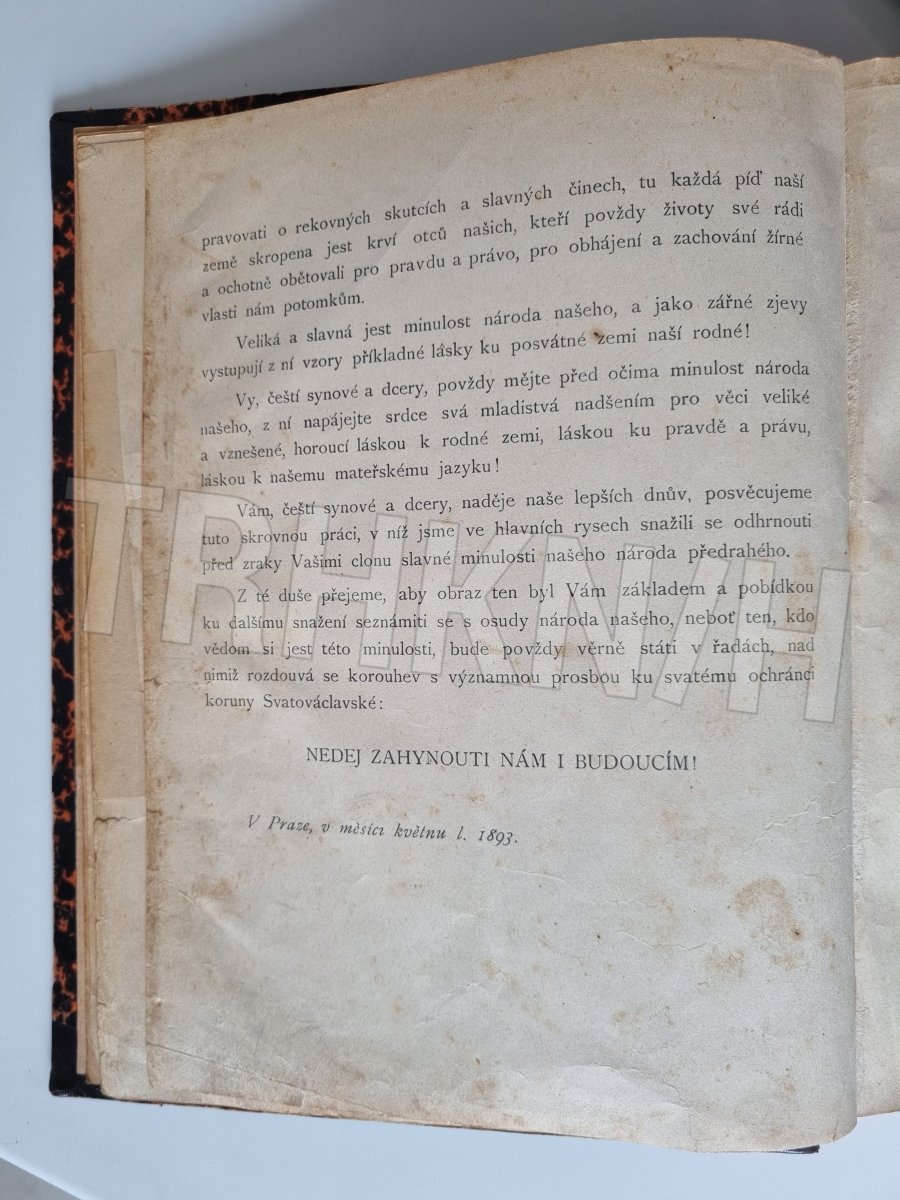 pravovati o rekovných skutcích a slavných činech, tu každá píď naší
země skropena jest krví otců našich, kteří povždy životy své rádi
a ochotně obětovali pro pravdu a právo, pro obhájení a zachování žírné
vlasti nám potomkům.
Veliká a slavná jest minulost národa našeho, a jako zářné zjevy
vystupují z ní vzory příkladné lásky ku posvátné zemi naší rodné!
Vy, čeští synové a dcery, povždy mějte před očima minulost národa
našeho, z ní napájejte srdce svá mladistvá nadšením pro věci veliké
a vznešené, horoucí láskou k rodné zemi, láskou ku pravdě a právu,
láskou k našemu mateřskému jazyku!
Vám, čeští synové a dcery, naděje naše lepších dnův, posvěcujeme
tuto skrovnou práci, v níž jsme ve hlavních rysech snažili se odhrnouti
před zraky Vašimi clonu slavné minulosti našeho národa předrahého.
Z té duše přejeme, aby obraz ten byl Vám základem a pobídkou
ku dalšímu snažení seznámiti se s osudy národa našeho, neboť ten, kdo
vědom si jest této minulosti, bude povždy věrně státi v řadách, nad
nimiž rozdouvá se korouhev s významnou prosbou ku svatému ochránci
koruny Svatováclavské:
NEDEJ ZAHYNOUTI NÁM I BUDOUCÍM!
V Praze, v měsíci květnu l. 1893.
TRHKNIH